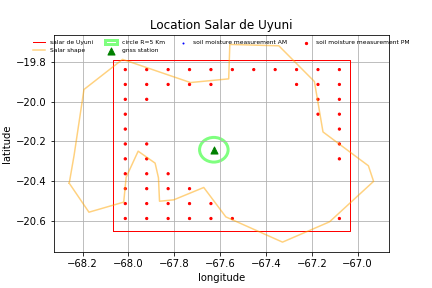 Location Salar de Uyuni
salar de Uyuni
circle R=5 Km
soil moisture measurement AM
soil moisture measurement PM
Salar shape
gnss station
−19.8
−20.0
−20.2
−20.4
−20.6
latitude
−68.2
−68.0
−67.8
−67.6
−67.4
−67.2
−67.0
longitude